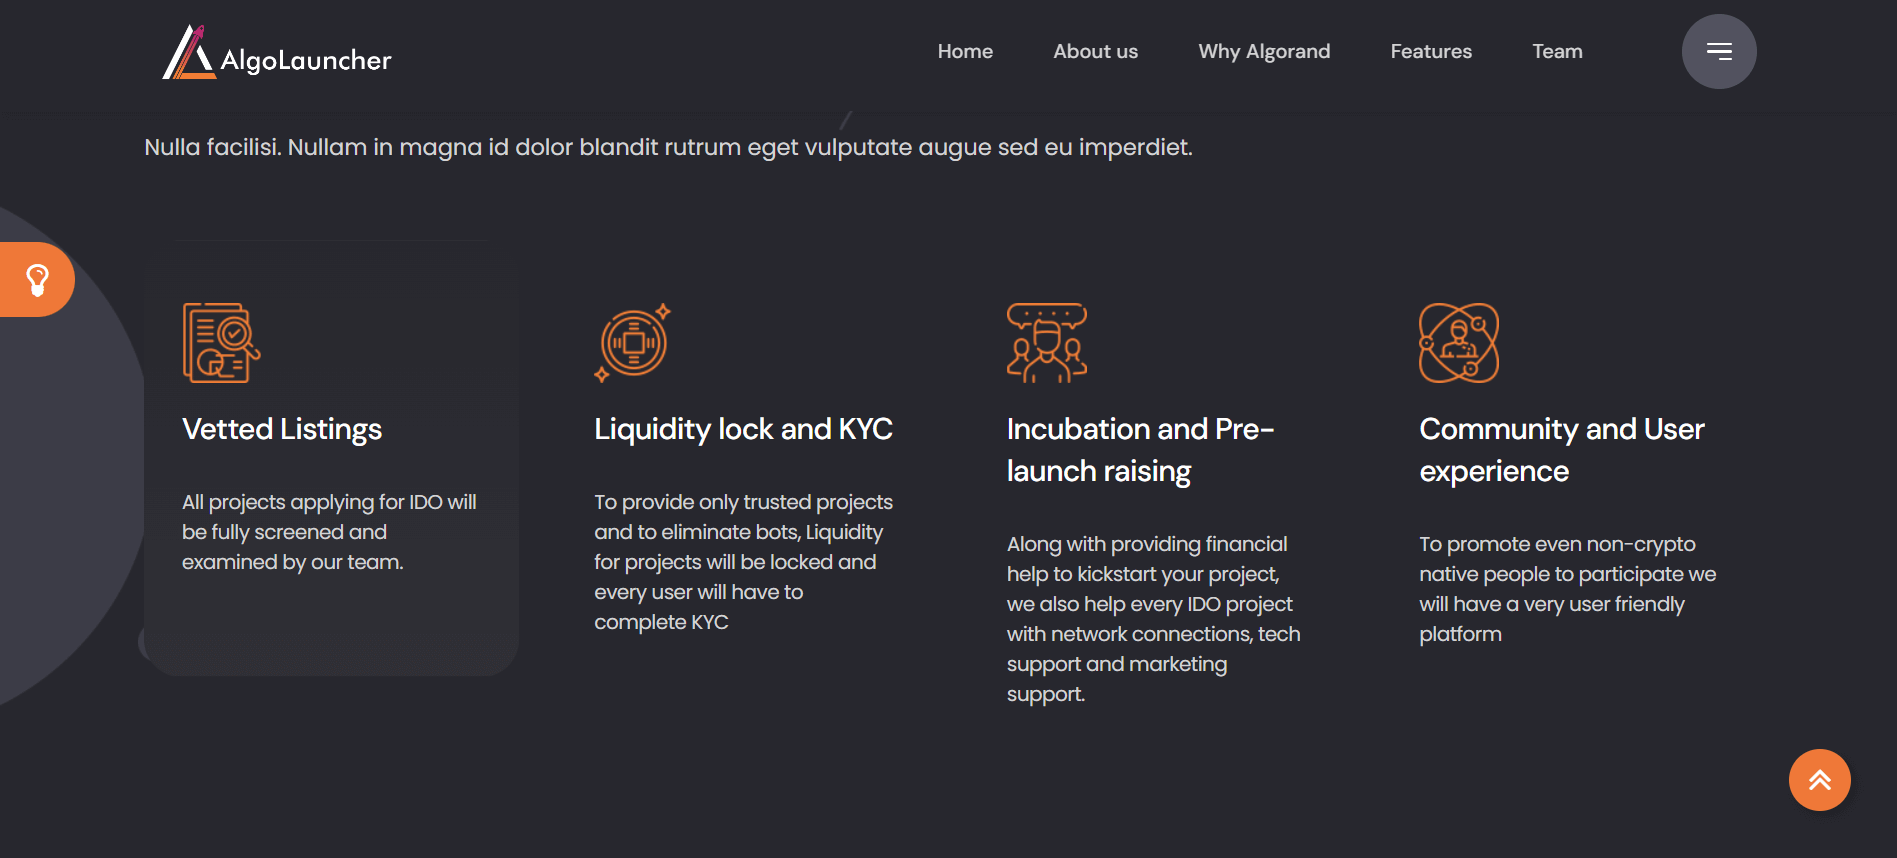 AlgoLauncher
Home
About us
Why Algorand
Features
Team
Nulla facilisi. Nullam in magna id dolor blandit rutrum eget vulputate augue sed eu imperdiet.
Vetted Listings
All projects applying for IDO will
be fully screened and
examined by our team.
Liquidity lock and KYC
To provide only trusted projects
and to eliminate bots, Liquidity
for projects will be locked and
every user will have to
complete KYC
Incubation and Pre-
launch raising
Along with providing financial
help to kickstart your project,
we also help every IDO project
with network connections, tech
support and marketing
support.
Community and User
experience
To promote even non-crypto
native people to participate we
will have a very user friendly
platform